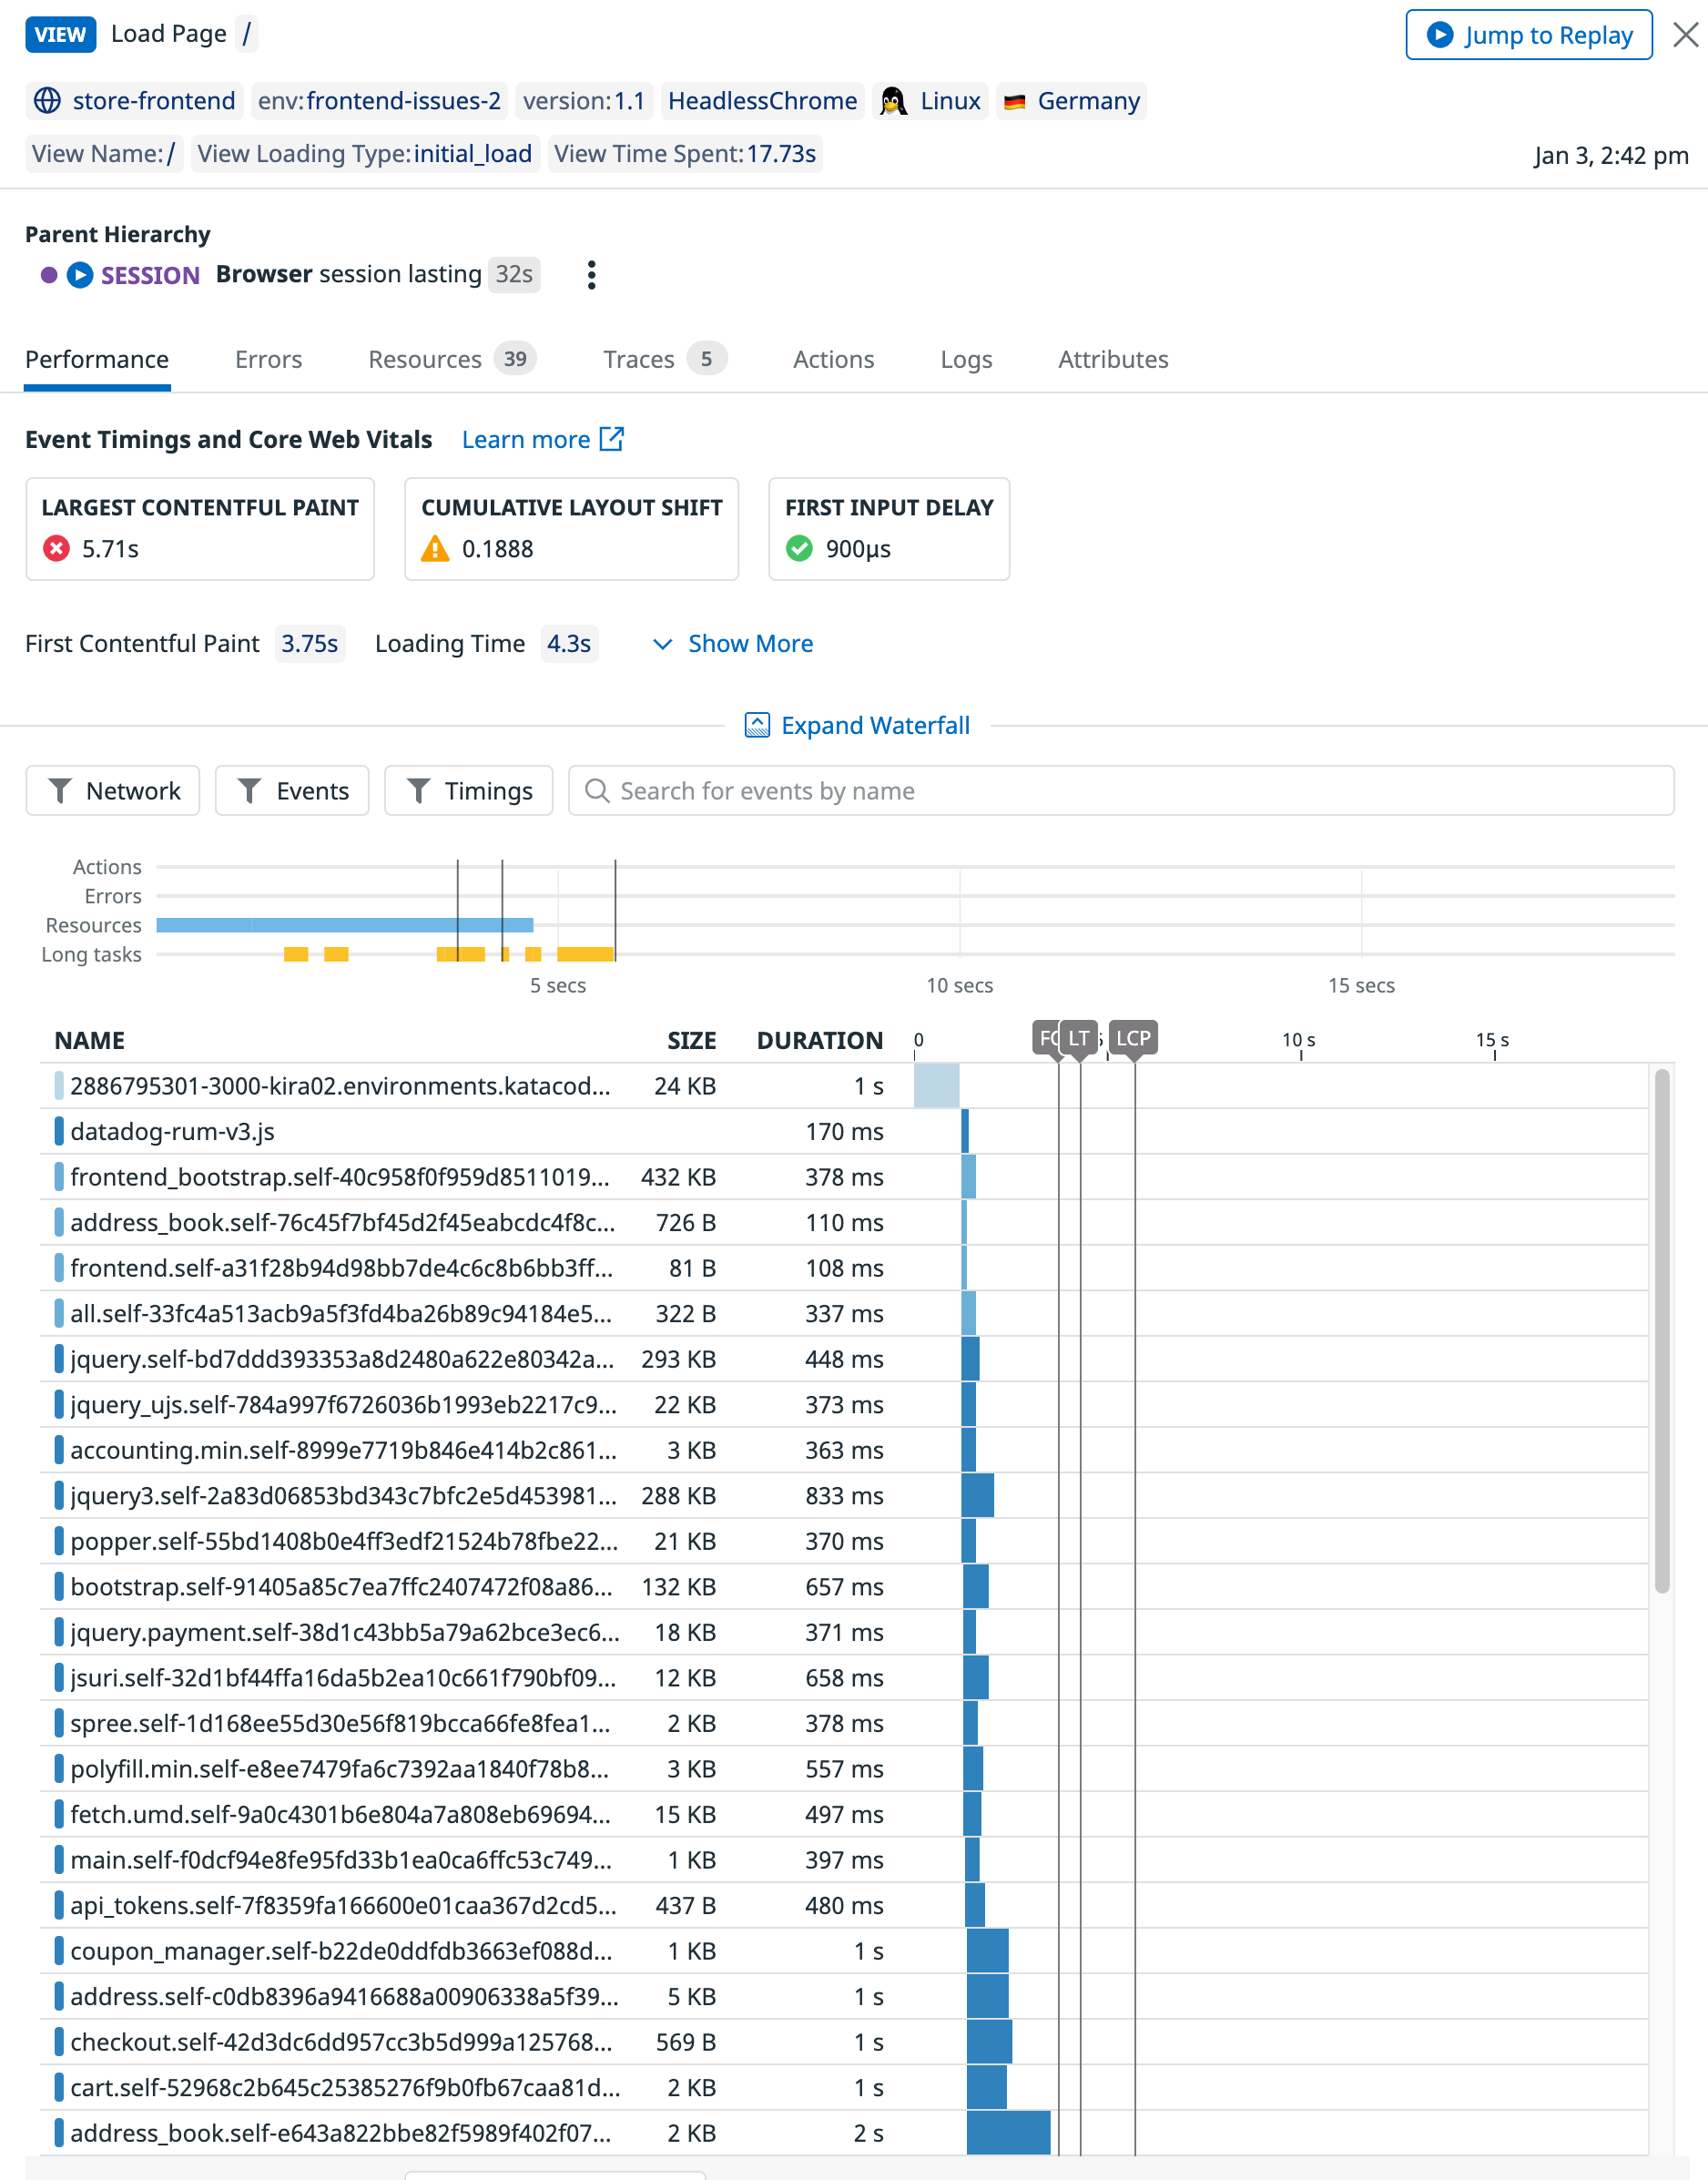 VIEW Load Page / Jump to Replay
store-frontend env:frontend-issues-2 version:1.1 HeadlessChrome Linux Germany
View Name:/ View Loading Type:initial_load View Time Spent:17.73s Jan 3, 2:42 pm
Parent Hierarchy
SESSION Browser session lasting 32s
Performance Errors Resources 39 Traces 5 Actions Logs Attributes
Event Timings and Core Web Vitals Learn more
LARGEST CONTENTFUL PAINT CUMULATIVE LAYOUT SHIFT FIRST INPUT DELAY
5.71s 0.1888 900µs
First Contentful Paint 3.75s Loading Time 4.3s Show More
Expand Waterfall
Network Events Timings Search for events by name
Actions
Errors
Resources
Long tasks
5 secs 10 secs 15 secs
NAME SIZE DURATION 0 LT LCP 10 s 15 s
2886795301-3000-kira02.environments.katacod... 24 KB 1 s
datadog-rum-v3.js 170 ms
frontend_bootstrap.self-40c958f0f959d8511019... 432 KB 378 ms
address_book.self-76c45f7bf45d2f45eabcdc4f8c... 726 B 110 ms
frontend.self-a31f28b94d98bb7de4c6c8b6bb3ff... 81 B 108 ms
all.self-33fc4a513acb9a5f3fd4ba26b89c94184e5... 322 B 337 ms
jquery.self-bd7ddd393353a8d2480a622e80342a... 293 KB 448 ms
jquery_ujs.self-784a997f6726036b1993eb2217c9... 22 KB 373 ms
accounting.min.self-8999e7719b846e414b2c861... 3 KB 363 ms
jquery3.self-2a83d06853bd343c7bfc2e5d453981... 288 KB 833 ms
popper.self-55bd1408b0e4ff3edf21524b78fbe22... 21 KB 370 ms
bootstrap.self-91405a85c7ea7ffc2407472f08a86... 132 KB 657 ms
jquery.payment.self-38d1c43bb5a79a62bce3ec6... 18 KB 371 ms
jsuri.self-32d1bf44ffa16da5b2ea10c661f790bf09... 12 KB 658 ms
spree.self-1d168ee55d30e56f819bcca66fe8fea1... 2 KB 378 ms
polyfill.min.self-e8ee7479fa6c7392aa1840f78b8... 3 KB 557 ms
fetch.umd.self-9a0c4301b6e804a7a808eb69694... 15 KB 497 ms
main.self-f0dcf94e8fe95fd33b1ea0ca6ffc53c749... 1 KB 397 ms
api_tokens.self-7f8359fa166600e01caa367d2cd5... 437 B 480 ms
coupon_manager.self-b22de0ddfdb3663ef088d... 1 KB 1 s
address.self-c0db8396a9416688a00906338a5f39... 5 KB 1 s
checkout.self-42d3dc6dd957cc3b5d999a125768... 569 B 1 s
cart.self-52968c2b645c25385276f9b0fb67caa81d... 2 KB 1 s
address_book.self-e643a822bbe82f5989f402f07... 2 KB 2 s